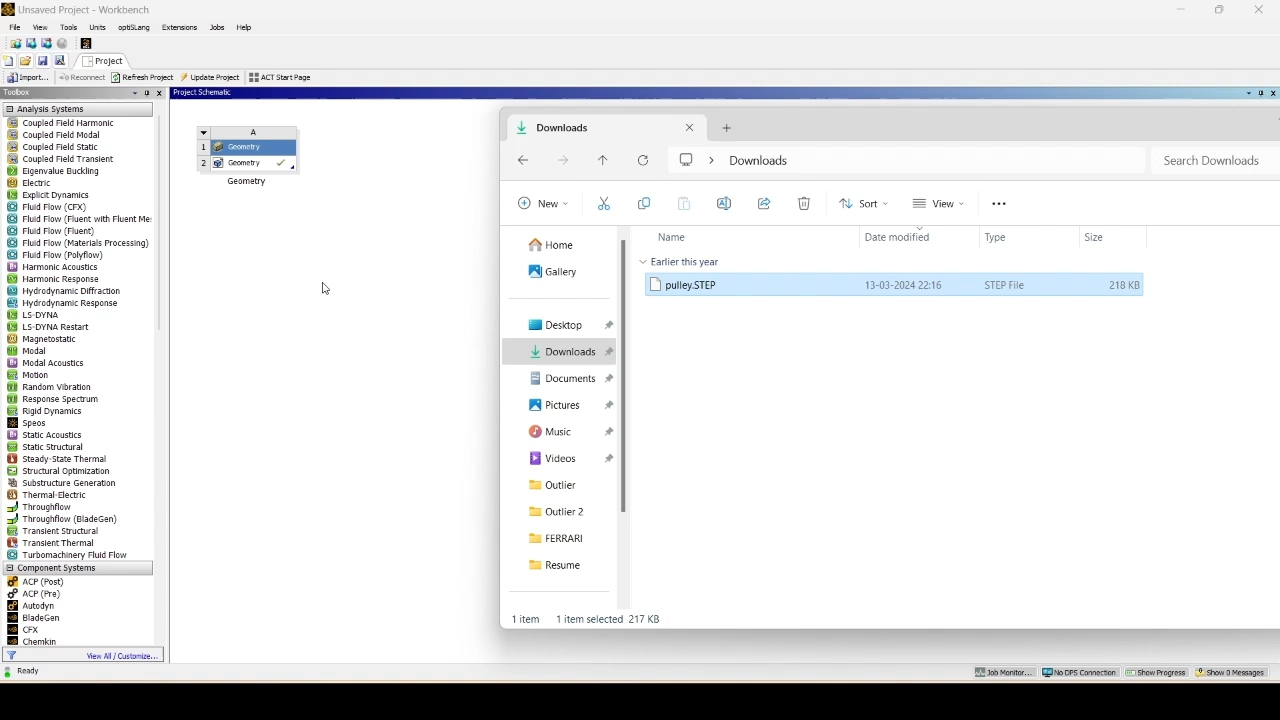 Unsaved Project - Workbench
File View Tools Units optiSLang Extensions Jobs Help
Project
Import... Reconnect Refresh Project Update Project ACT Start Page
Toolbox
Analysis Systems
Coupled Field Harmonic
Coupled Field Modal
Coupled Field Static
Coupled Field Transient
Eigenvalue Buckling
Electric
Explicit Dynamics
Fluid Flow (CFX)
Fluid Flow (Fluent with Fluent Me:
Fluid Flow (Fluent)
Fluid Flow (Materials Processing)
Fluid Flow (Polyflow)
Harmonic Acoustics
Harmonic Response
Hydrodynamic Diffraction
Hydrodynamic Response
LS-DYNA
LS-DYNA Restart
Magnetostatic
Modal
Modal Acoustics
Motion
Random Vibration
Response Spectrum
Rigid Dynamics
Speos
Static Acoustics
Static Structural
Steady-State Thermal
Structural Optimization
Substructure Generation
Thermal-Electric
Throughflow
Throughflow (BladeGen)
Transient Structural
Transient Thermal
Turbomachinery Fluid Flow
Component Systems
ACP (Post)
ACP (Pre)
Autodyn
BladeGen
CFX
Chemkin
View All / Customize...
Project Schematic
A
1 Geometry
2 Geometry
Geometry
Downloads
Downloads Search Downloads
New Sort View
Home
Gallery
Desktop
Downloads
Documents
Pictures
Music
Videos
Outlier
Outlier 2
FERRARI
Resume
Name Date modified Type Size
Earlier this year
pulley.STEP 13-03-2024 22:16 STEP File 218 KB
1 item 1 item selected 217 KB
Ready Job Monitor... No DPS Connection Show Progress Show 0 Messages